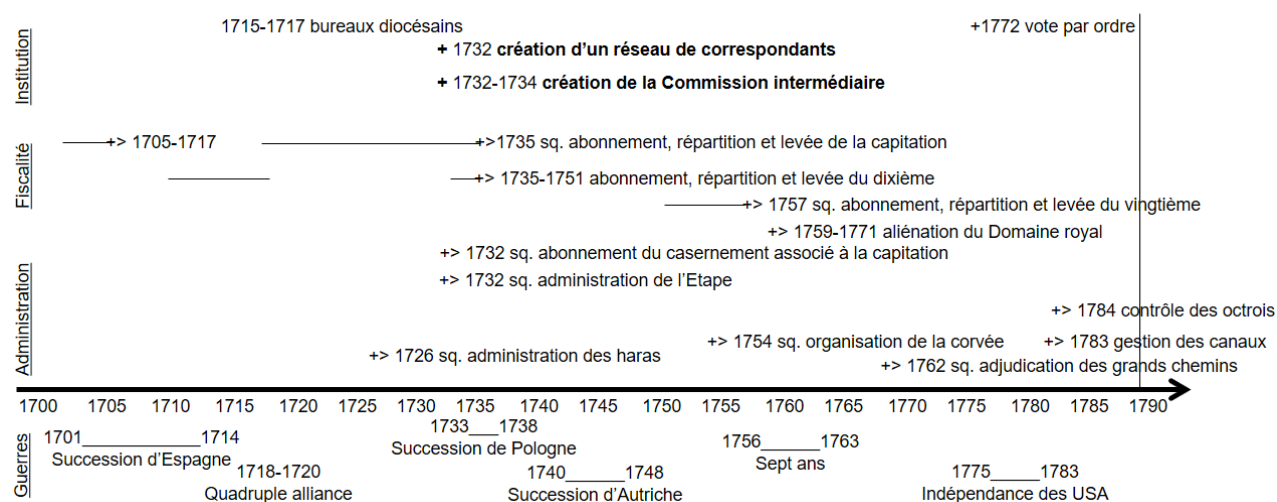 1715-1717 bureaux diocésains
+1772 vote par ordre
Institution
+ 1732 création d'un réseau de correspondants
+ 1732-1734 création de la Commission intermédiaire
Fiscalité
+> 1705-1717
+>1735 sq. abonnement, répartition et levée de la capitation
+> 1735-1751 abonnement, répartition et levée du dixième
+> 1757 sq. abonnement, répartition et levée du vingtième
+> 1759-1771 aliénation du Domaine royal
Administration
+> 1732 sq. abonnement du casernement associé à la capitation
+> 1732 sq. administration de l'Etape
+> 1784 contrôle des octrois
+> 1754 sq. organisation de la corvée
+> 1783 gestion des canaux
+> 1726 sq. administration des haras
+> 1762 sq. adjudication des grands chemins
1700 1705 1710 1715 1720 1725 1730 1735 1740 1745 1750 1755 1760 1765 1770 1775 1780 1785 1790
Guerres
1701 1714
Succession d'Espagne
1718-1720
Quadruple alliance
1733 1738
Succession de Pologne
1740 1748
Succession d'Autriche
1756 1763
Sept ans
1775 1783
Indépendance des USA